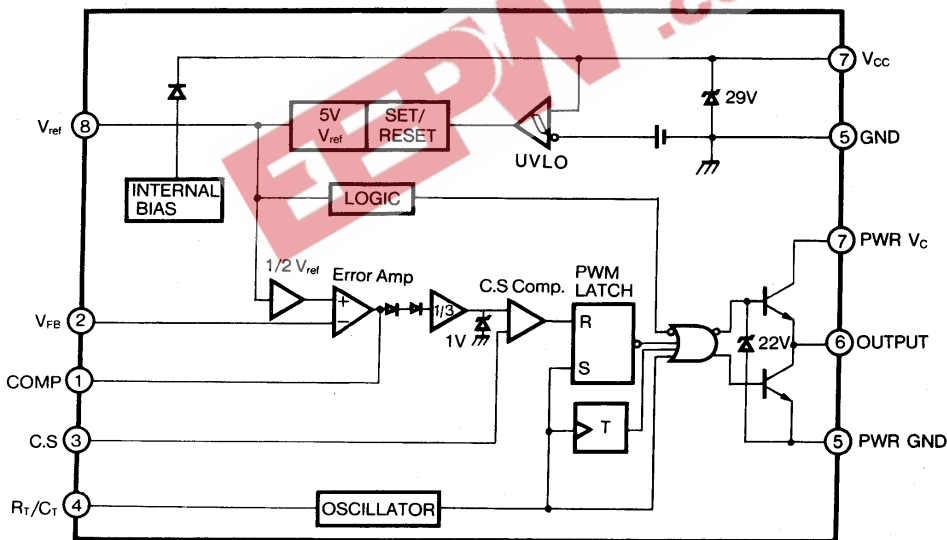 EEPW.co
7 Vcc
29V
8 Vref
5V Vref
SET/ RESET
UVLO
5 GND
INTERNAL BIAS
LOGIC
7 PWR Vc
1/2 Vref
Error Amp
C.S Comp.
PWM LATCH
+
−
1/3
1V
R
S
2 VFB
22V
6 OUTPUT
1 COMP
T
3 C.S
5 PWR GND
4 RT/CT
OSCILLATOR